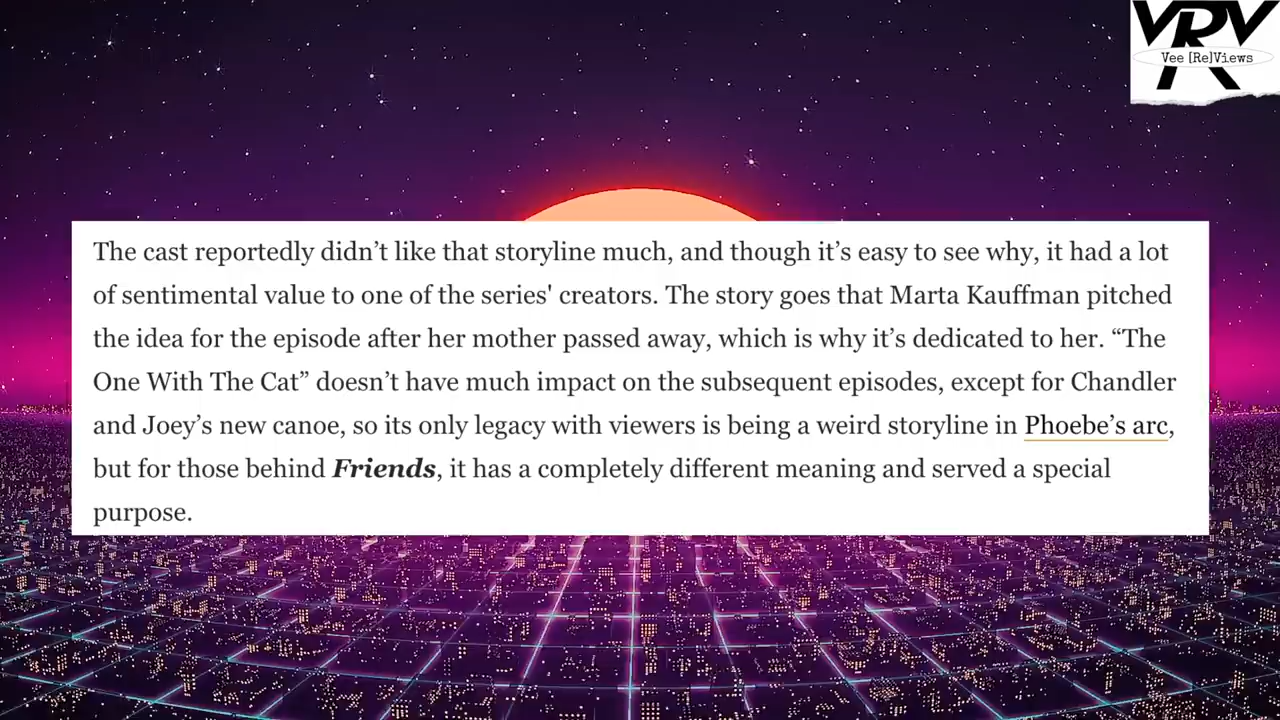 VRV
Vee [Re]Views
The cast reportedly didn’t like that storyline much, and though it’s easy to see why, it had a lot
of sentimental value to one of the series' creators. The story goes that Marta Kauffman pitched
the idea for the episode after her mother passed away, which is why it’s dedicated to her. “The
One With The Cat” doesn’t have much impact on the subsequent episodes, except for Chandler
and Joey’s new canoe, so its only legacy with viewers is being a weird storyline in Phoebe’s arc,
but for those behind Friends, it has a completely different meaning and served a special
purpose.